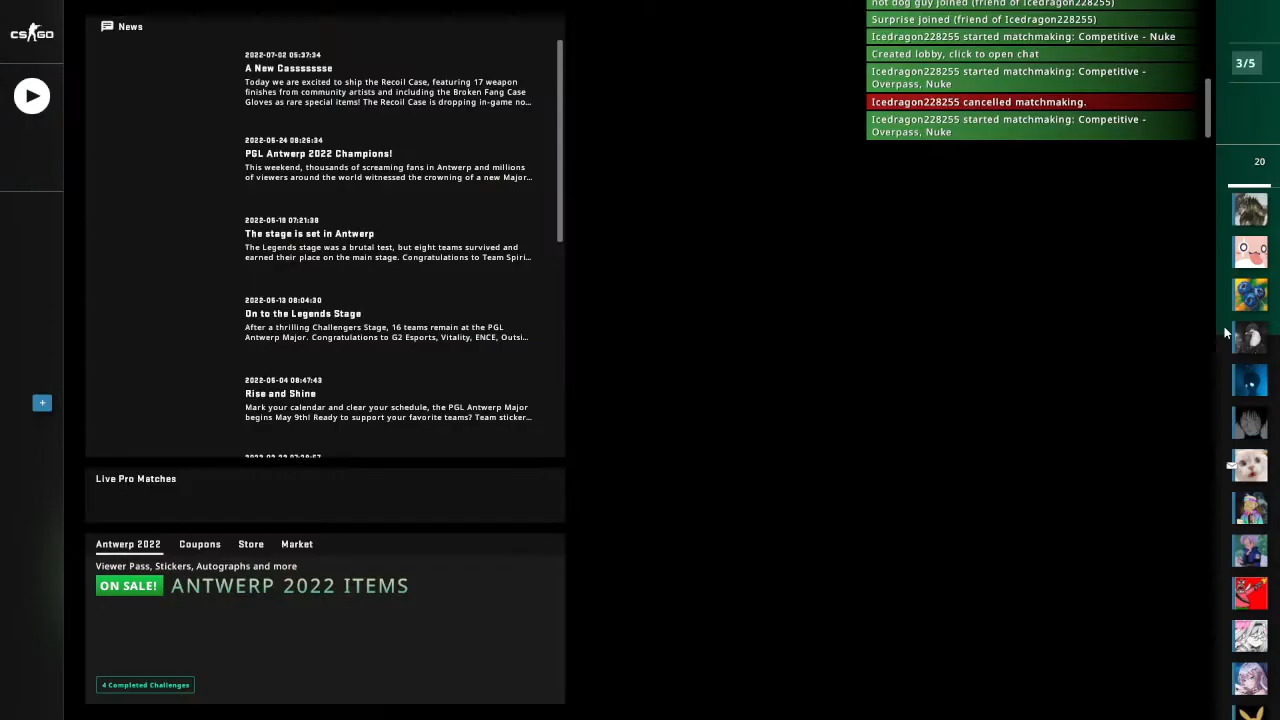 CS:GO
News
2022-07-02 05:37:34
A New Casssssse
Today we are excited to ship the Recoil Case, featuring 17 weapon
finishes from community artists and including the Broken Fang Case
Gloves as rare special items! The Recoil Case is dropping in-game no...
2022-05-24 08:26:34
PGL Antwerp 2022 Champions!
This weekend, thousands of screaming fans in Antwerp and millions
of viewers around the world witnessed the crowning of a new Major...
2022-05-19 07:21:38
The stage is set in Antwerp
The Legends stage was a brutal test, but eight teams survived and
earned their place on the main stage. Congratulations to Team Spiri...
2022-05-13 08:04:30
On to the Legends Stage
After a thrilling Challengers Stage, 16 teams remain at the PGL
Antwerp Major. Congratulations to G2 Esports, Vitality, ENCE, Outsi...
2022-05-04 08:47:43
Rise and Shine
Mark your calendar and clear your schedule, the PGL Antwerp Major
begins May 9th! Ready to support your favorite teams? Team sticker...
Live Pro Matches
Antwerp 2022 Coupons Store Market
Viewer Pass, Stickers, Autographs and more
ON SALE! ANTWERP 2022 ITEMS
4 Completed Challenges
not dog guy joined (friend of Icedragon228255)
Surprise joined (friend of Icedragon228255)
Icedragon228255 started matchmaking: Competitive - Nuke
Created lobby, click to open chat
Icedragon228255 started matchmaking: Competitive -
Overpass, Nuke
Icedragon228255 cancelled matchmaking.
Icedragon228255 started matchmaking: Competitive -
Overpass, Nuke
3/5
20